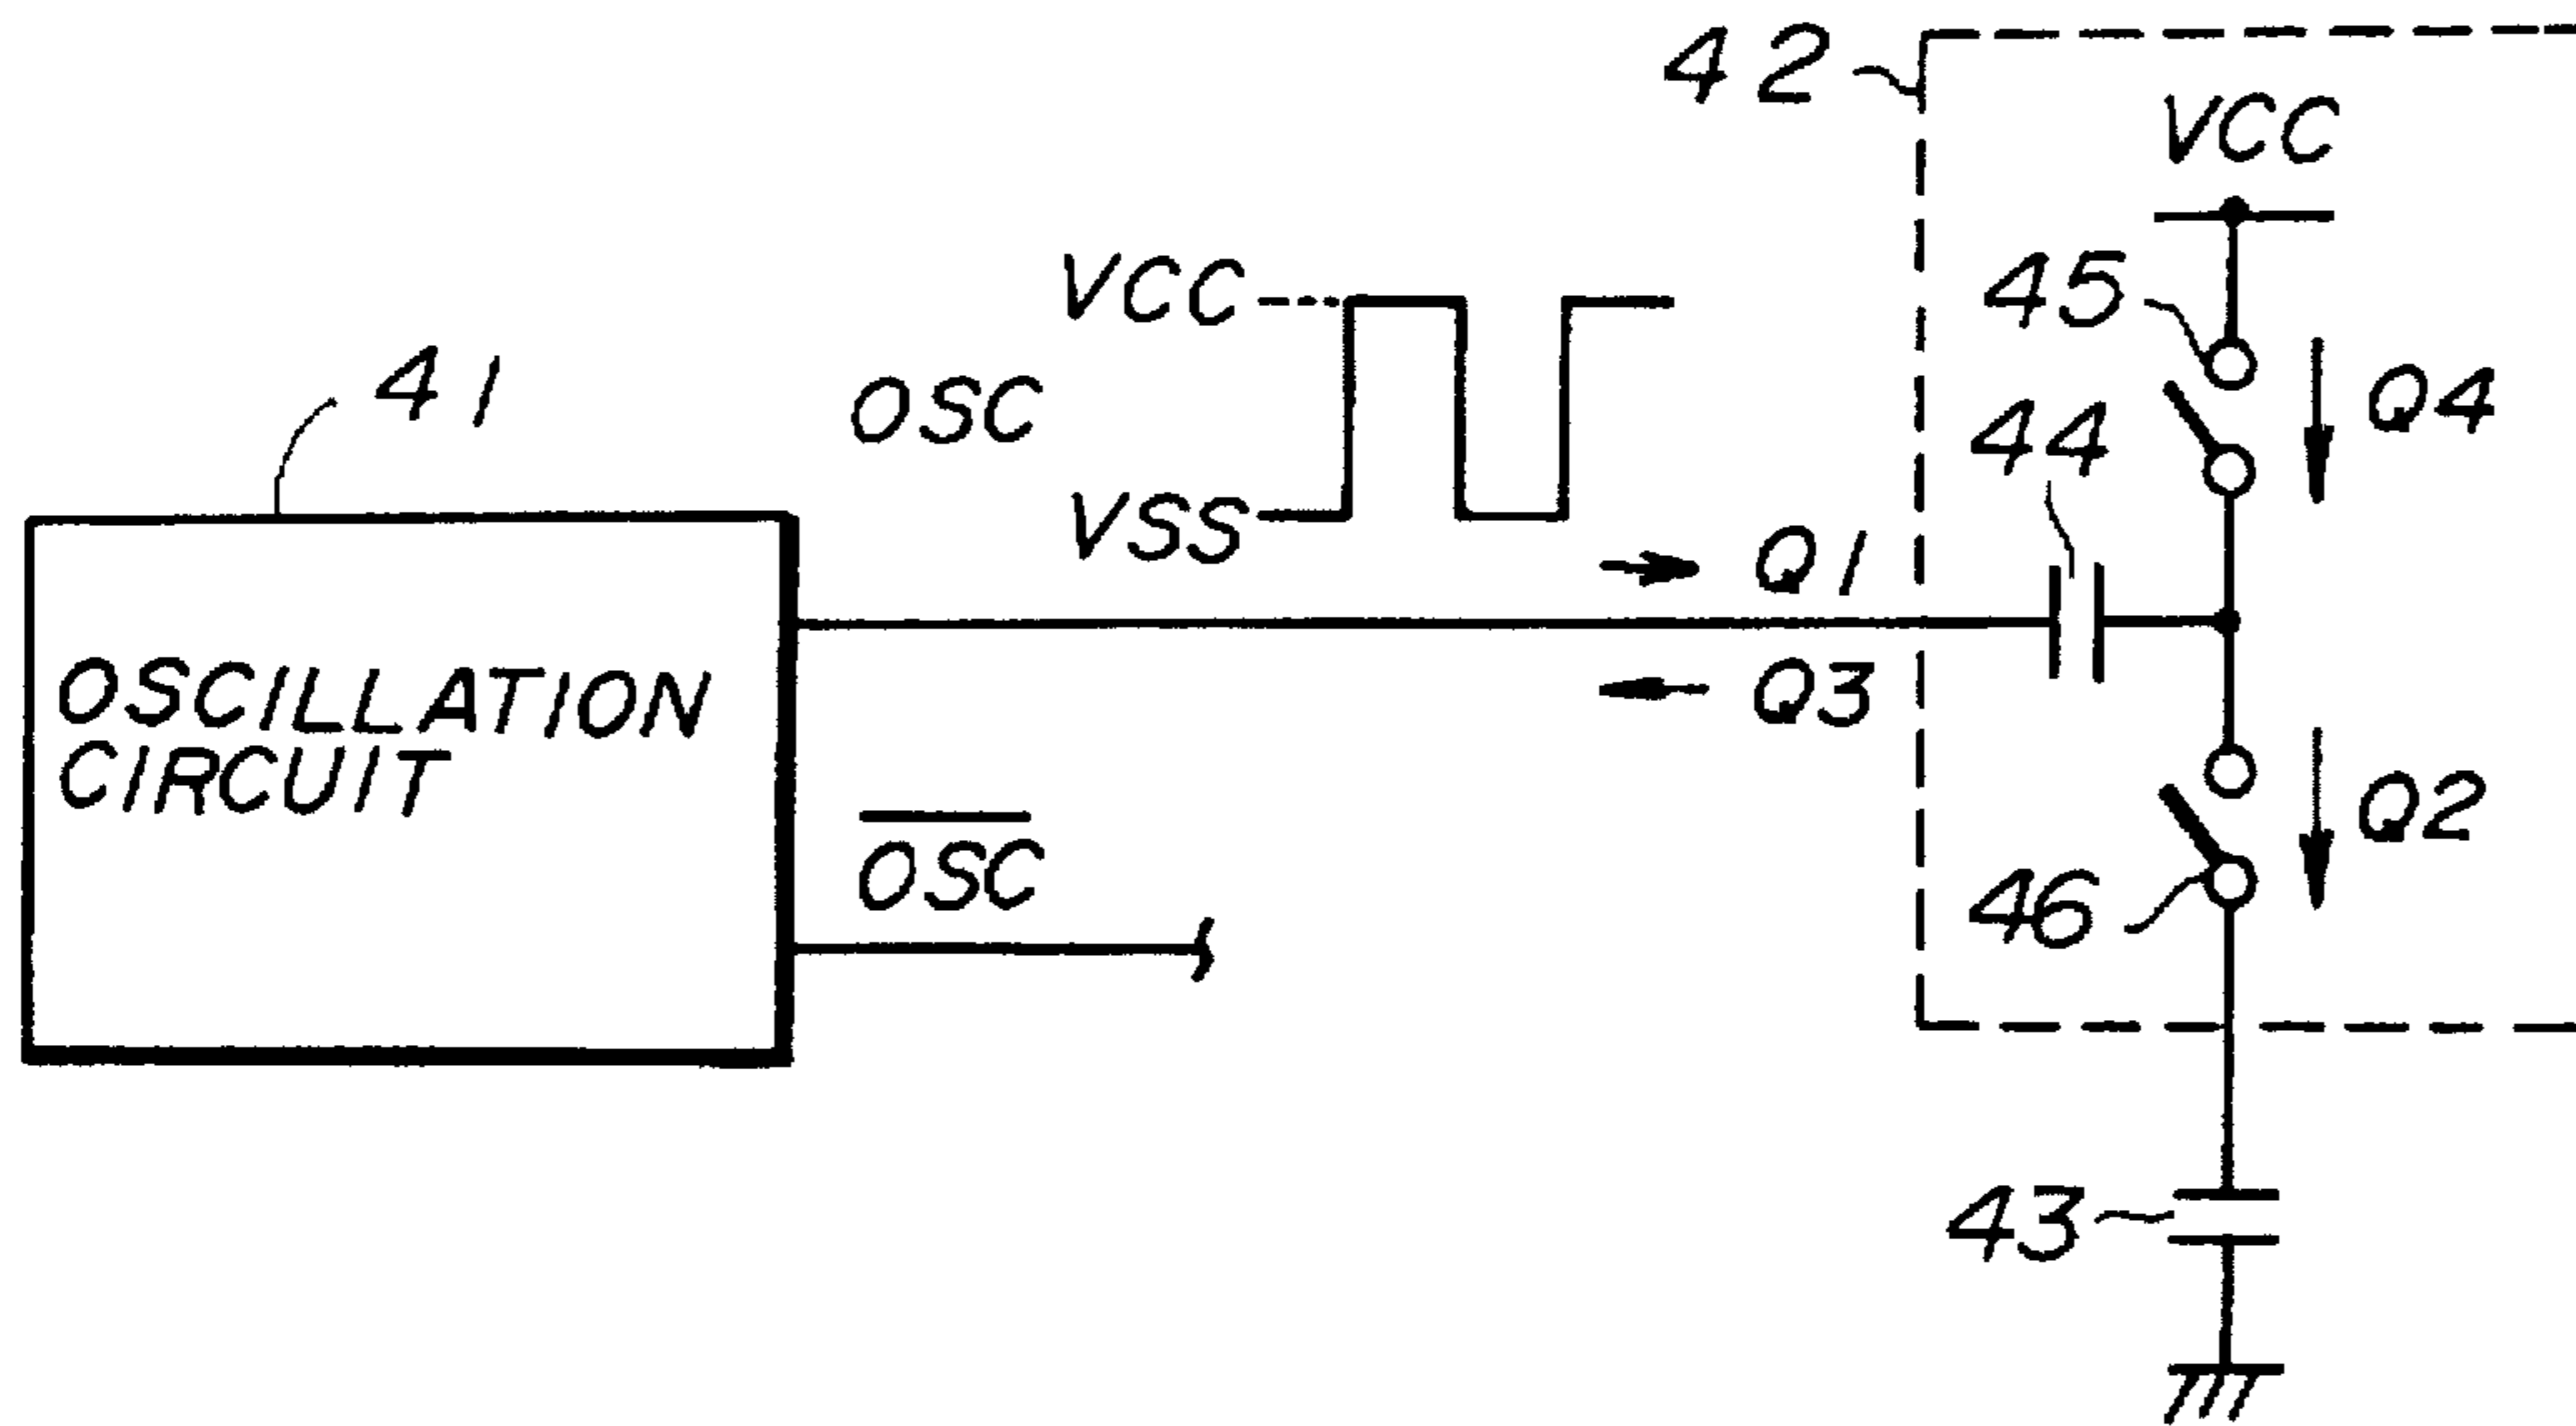 42
VCC
45
VCC
Q4
41
OSC
44
VSS
Q1
OSCILLATION
CIRCUIT
Q3
Q2
OSC
46
43